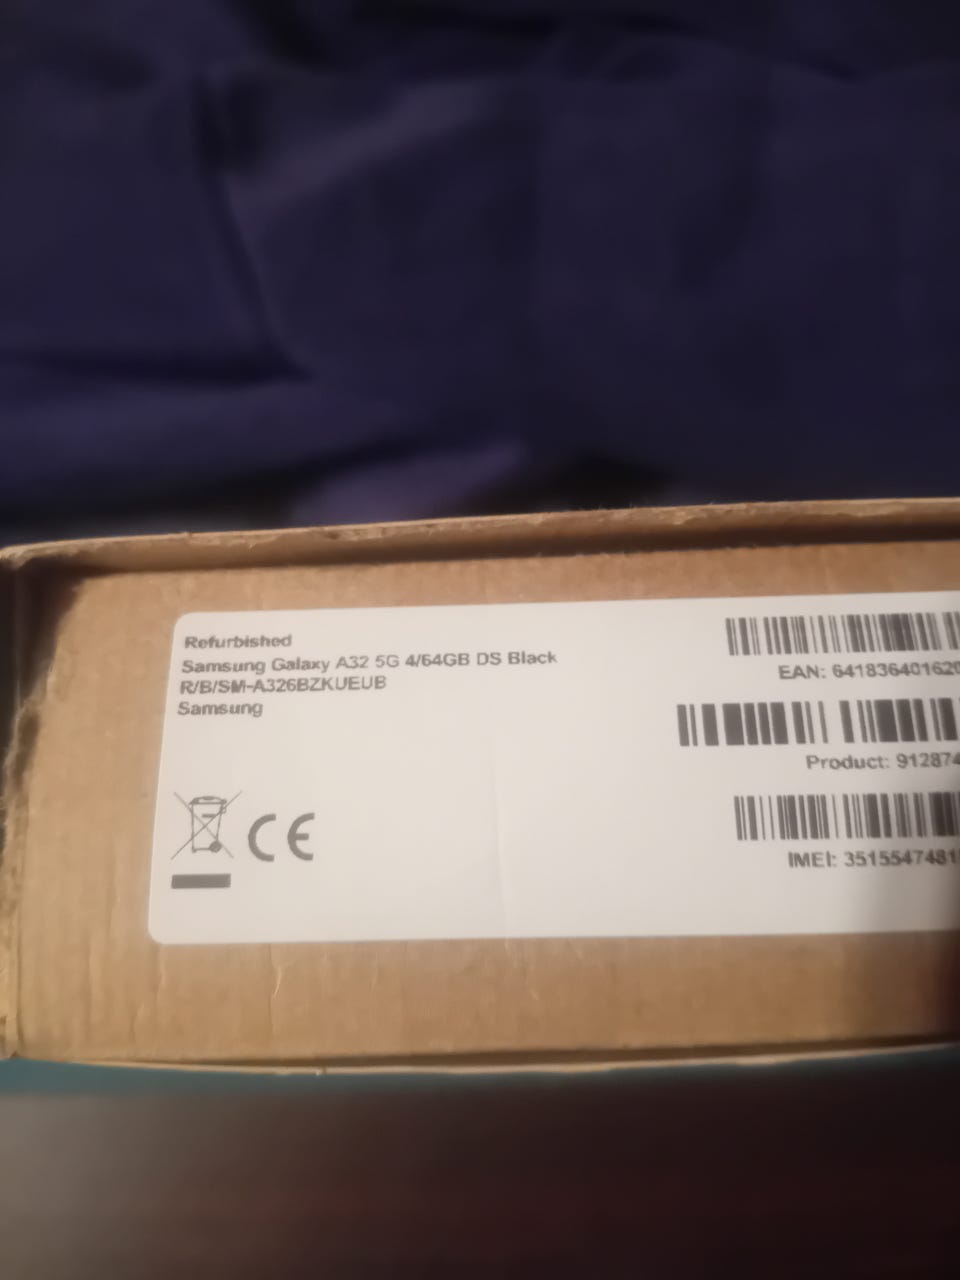 Refurbished
Samsung Galaxy A32 5G 4/64GB DS Black
R/B/SM-A326BZKUEUB
Samsung
CE
EAN: 641836401620
Product: 912874
IMEI: 3515547481